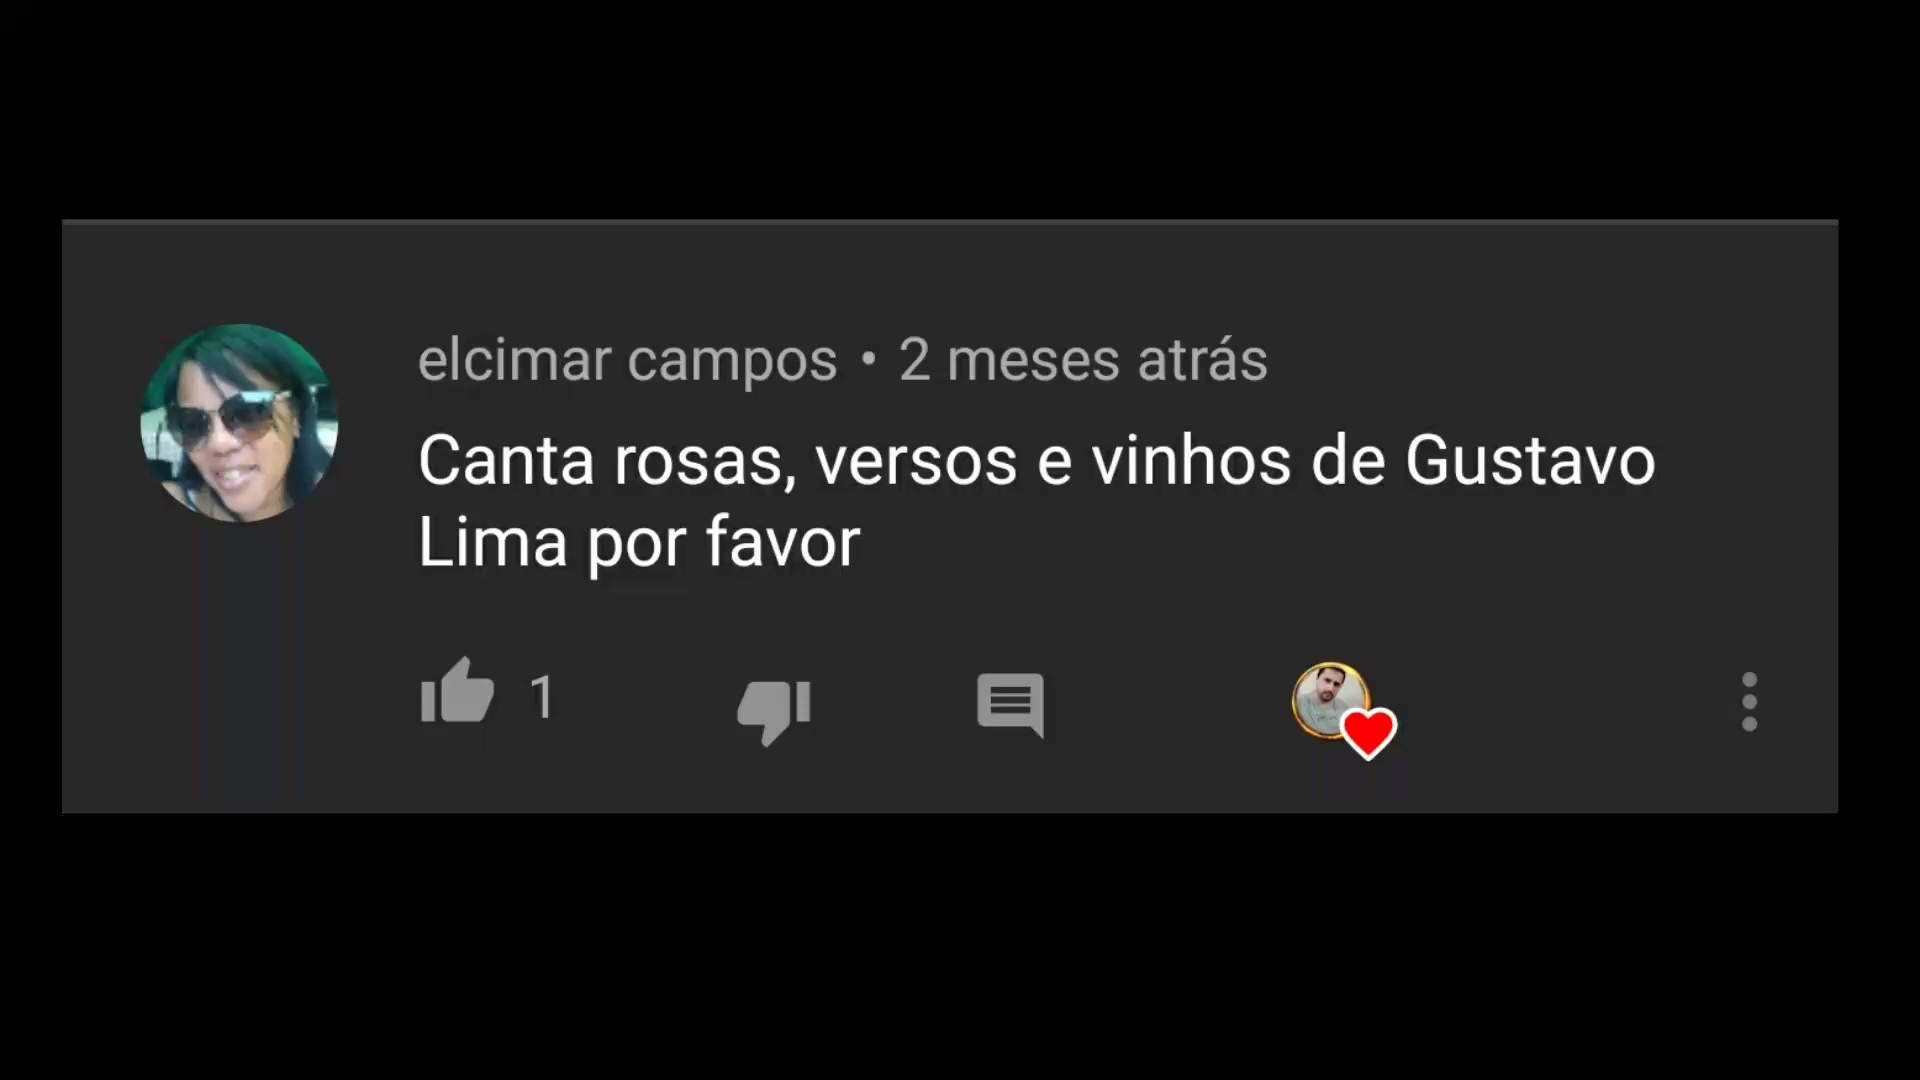 elcimar campos • 2 meses atrás
Canta rosas, versos e vinhos de Gustavo
Lima por favor
1